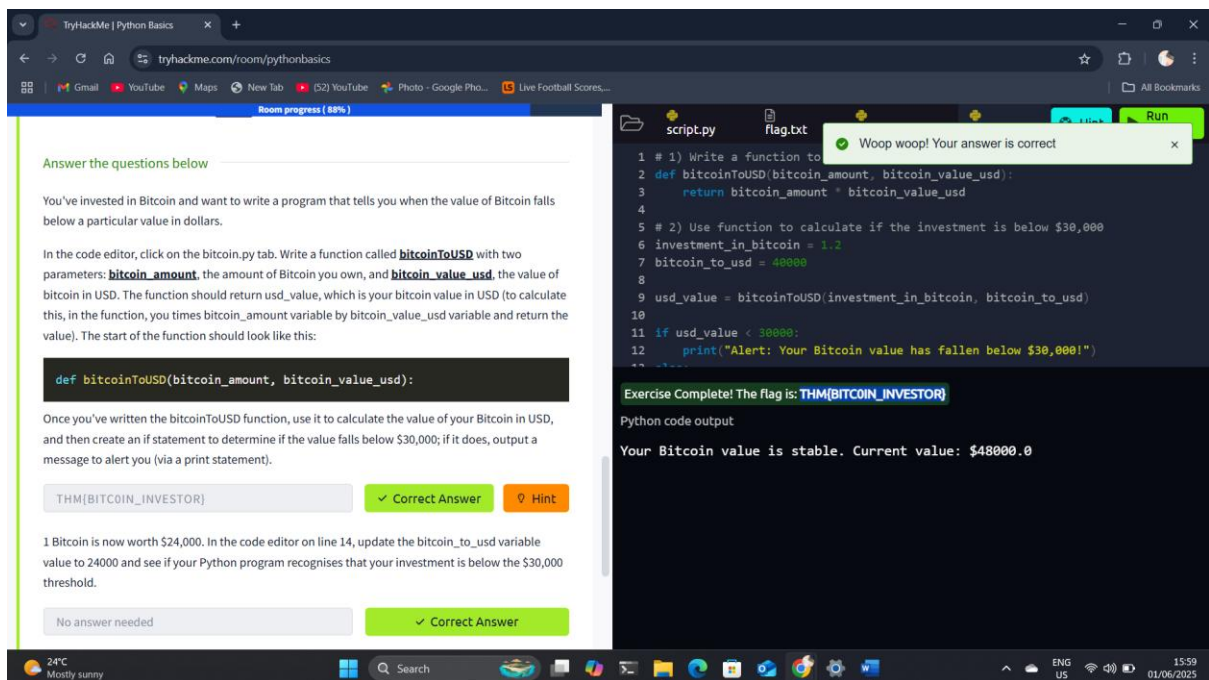 TryHackMe | Python Basics
tryhackme.com/room/pythonbasics
Gmail YouTube Maps New Tab (52) YouTube Photo - Google Pho... Live Football Scores,... All Bookmarks
Room progress ( 88% )
Answer the questions below
You've invested in Bitcoin and want to write a program that tells you when the value of Bitcoin falls
below a particular value in dollars.
In the code editor, click on the bitcoin.py tab. Write a function called bitcoinToUSD with two
parameters: bitcoin_amount, the amount of Bitcoin you own, and bitcoin_value_usd, the value of
bitcoin in USD. The function should return usd_value, which is your bitcoin value in USD (to calculate
this, in the function, you times bitcoin_amount variable by bitcoin_value_usd variable and return the
value). The start of the function should look like this:
def bitcoinToUSD(bitcoin_amount, bitcoin_value_usd):
Once you've written the bitcoinToUSD function, use it to calculate the value of your Bitcoin in USD,
and then create an if statement to determine if the value falls below $30,000; if it does, output a
message to alert you (via a print statement).
THM{BITC0IN_INVESTOR}
Correct Answer
Hint
1 Bitcoin is now worth $24,000. In the code editor on line 14, update the bitcoin_to_usd variable
value to 24000 and see if your Python program recognises that your investment is below the $30,000
threshold.
No answer needed
Correct Answer
script.py flag.txt
Run
Woop woop! Your answer is correct
1 # 1) Write a function to
2 def bitcoinToUSD(bitcoin_amount, bitcoin_value_usd):
3 return bitcoin_amount * bitcoin_value_usd
4
5 # 2) Use function to calculate if the investment is below $30,000
6 investment_in_bitcoin = 1.2
7 bitcoin_to_usd = 40000
8
9 usd_value = bitcoinToUSD(investment_in_bitcoin, bitcoin_to_usd)
10
11 if usd_value < 30000:
12 print("Alert: Your Bitcoin value has fallen below $30,000!")
Exercise Complete! The flag is: THM{BITC0IN_INVESTOR}
Python code output
Your Bitcoin value is stable. Current value: $48000.0
24°C
Mostly sunny
Search
ENG
US
15:59
01/06/2025